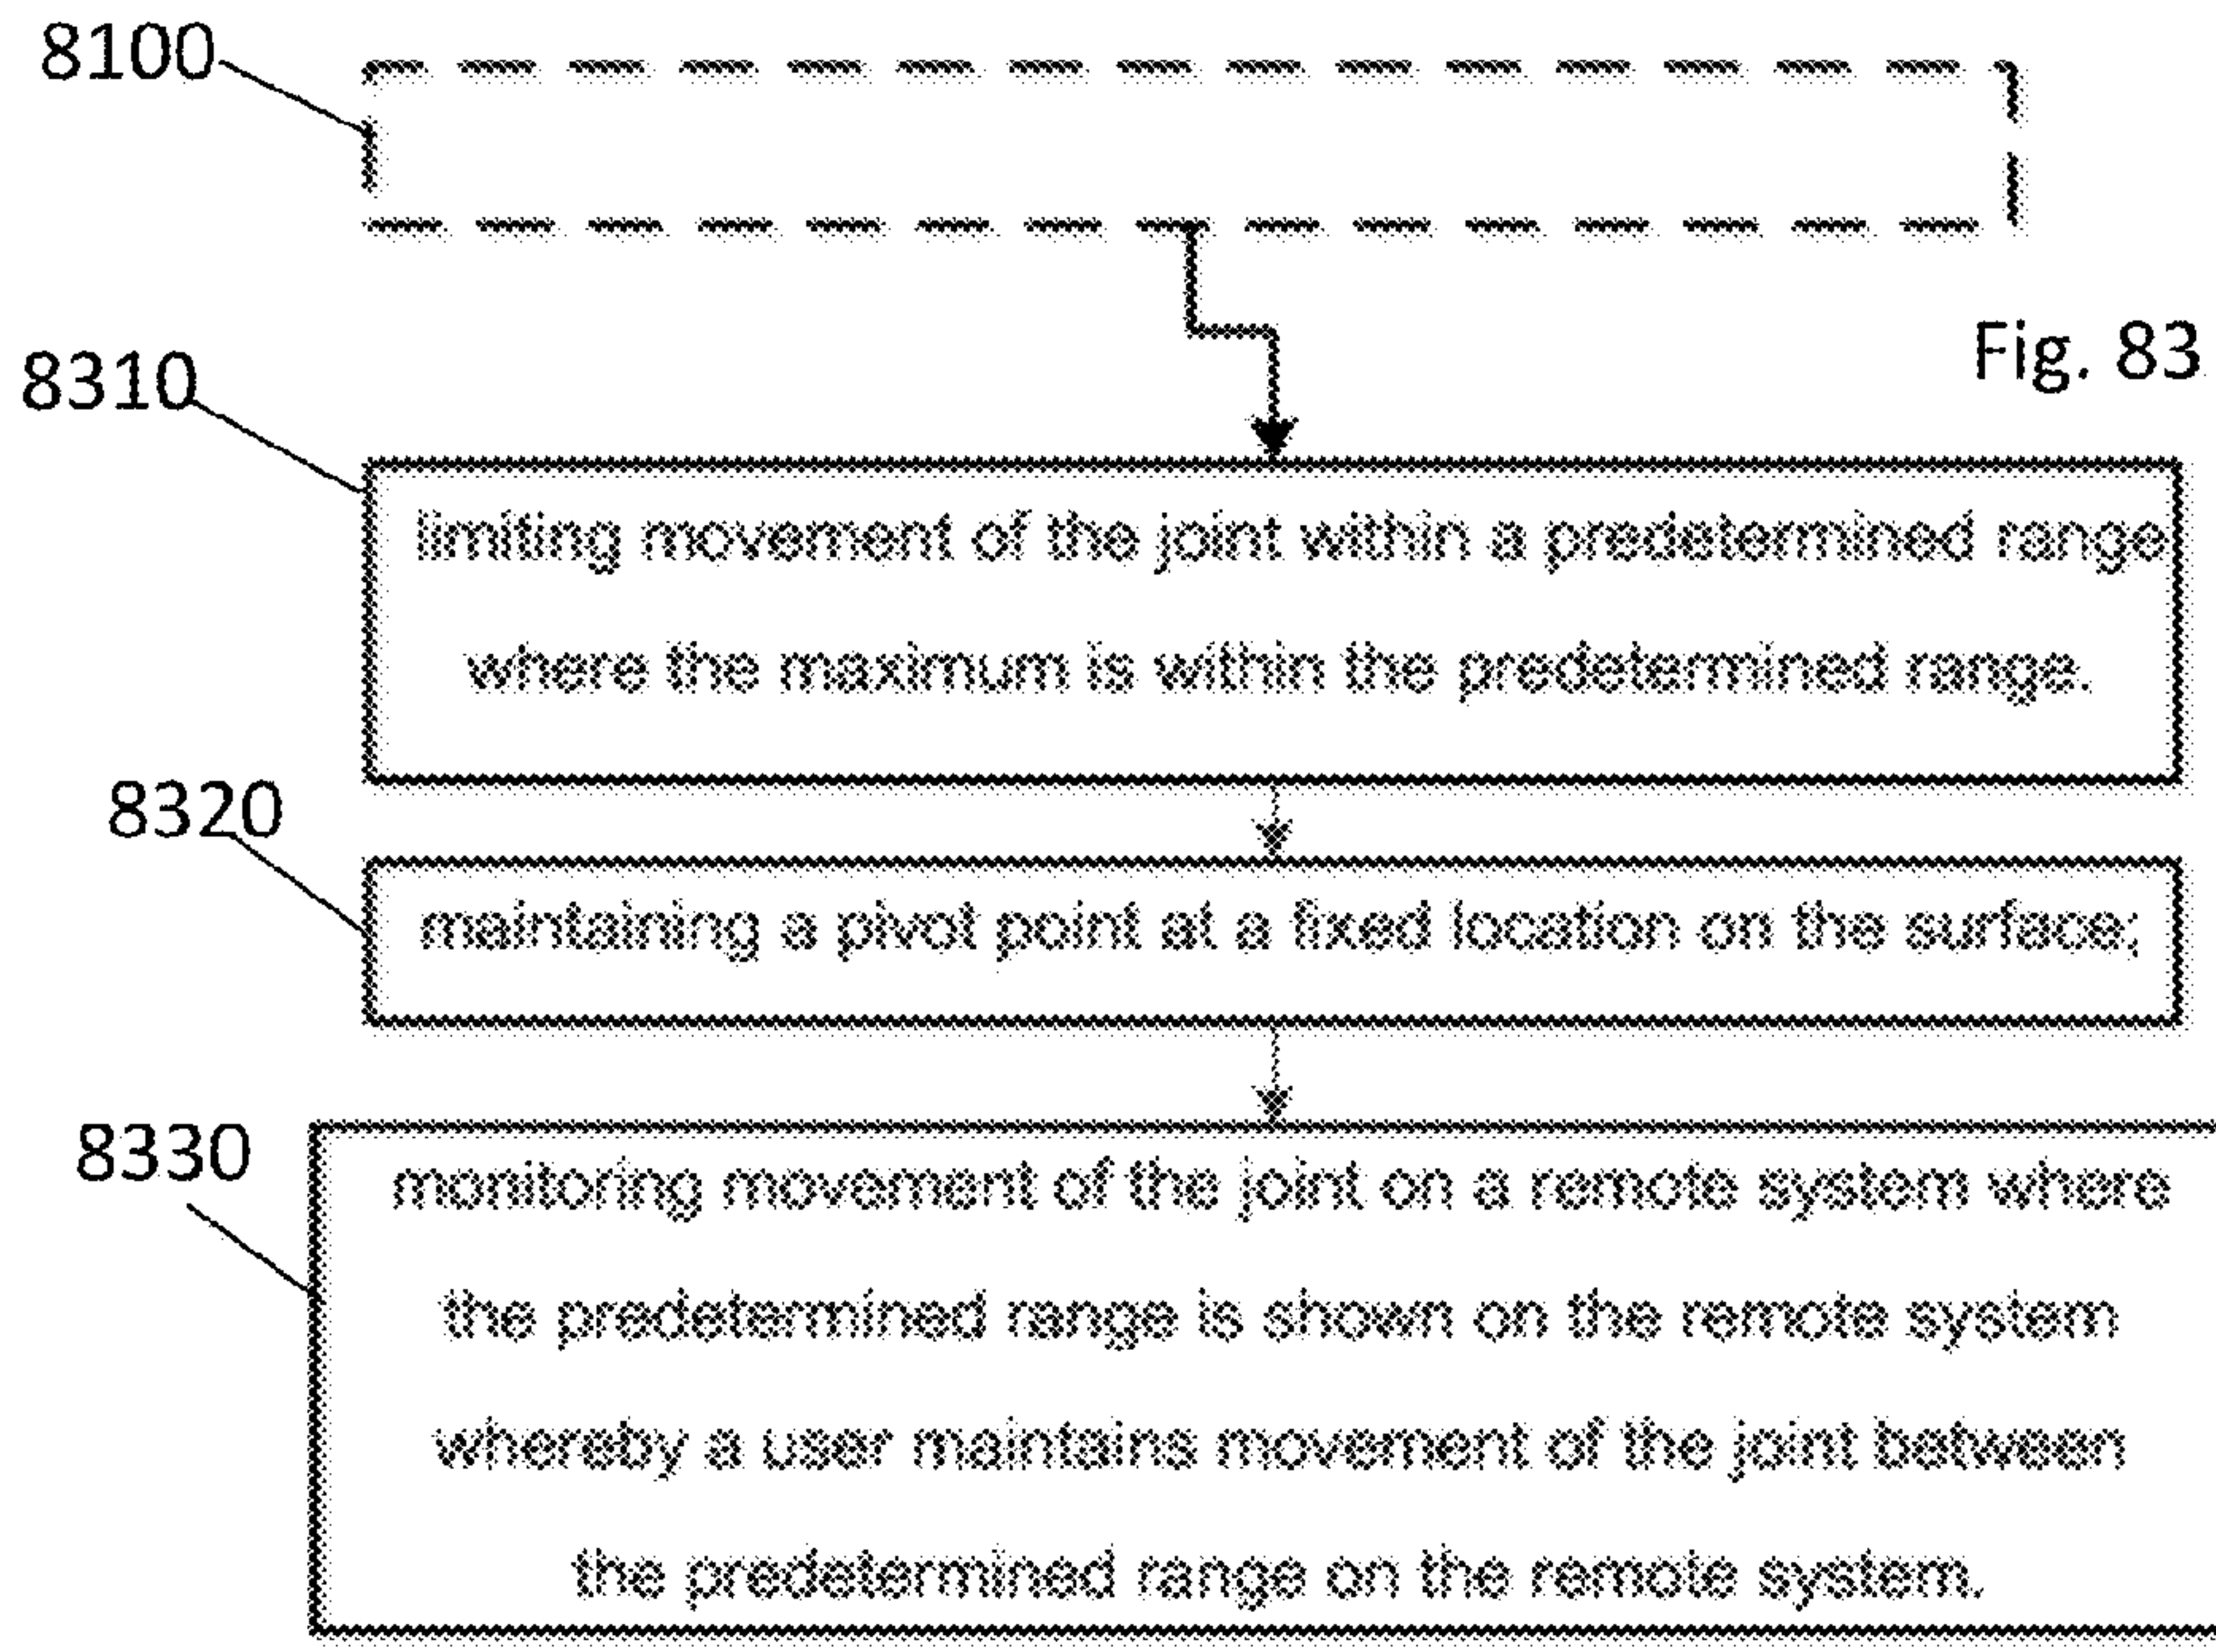 8100
Fig. 83
8310
limiting movement of the joint within a predetermined range
where the maximum is within the predetermined range.
8320
maintaining a pivot point at a fixed location on the surface;
8330
monitoring movement of the joint on a remote system where
the predetermined range is shown on the remote system
whereby a user maintains movement of the joint between
the predetermined range on the remote system.